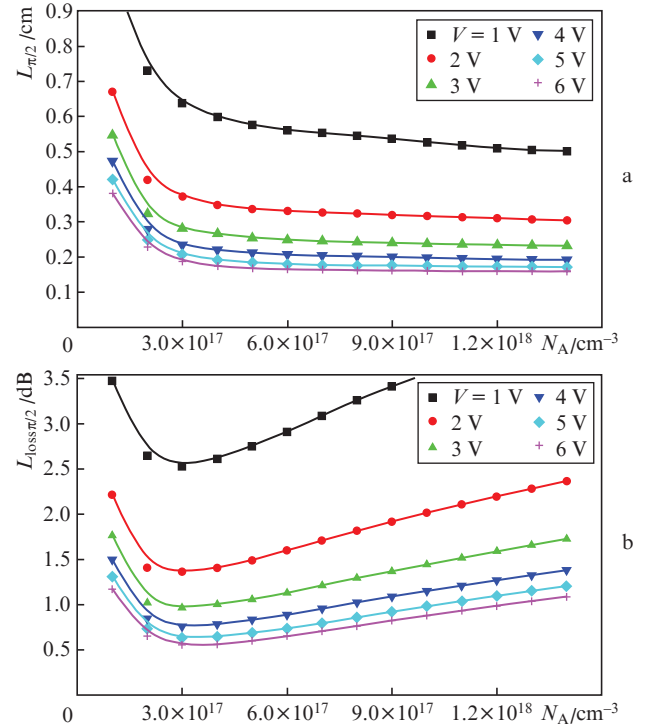 L_π/2/cm
0.9
0.8
0.7
0.6
0.5
0.4
0.3
0.2
0.1
0
V = 1 V
2 V
3 V
4 V
5 V
6 V
3.0×10^17
6.0×10^17
9.0×10^17
1.2×10^18
N_A/cm^–3
a
L_lossπ/2/dB
3.5
3.0
2.5
2.0
1.5
1.0
0.5
0
V = 1 V
2 V
3 V
4 V
5 V
6 V
3.0×10^17
6.0×10^17
9.0×10^17
1.2×10^18
N_A/cm^–3
b